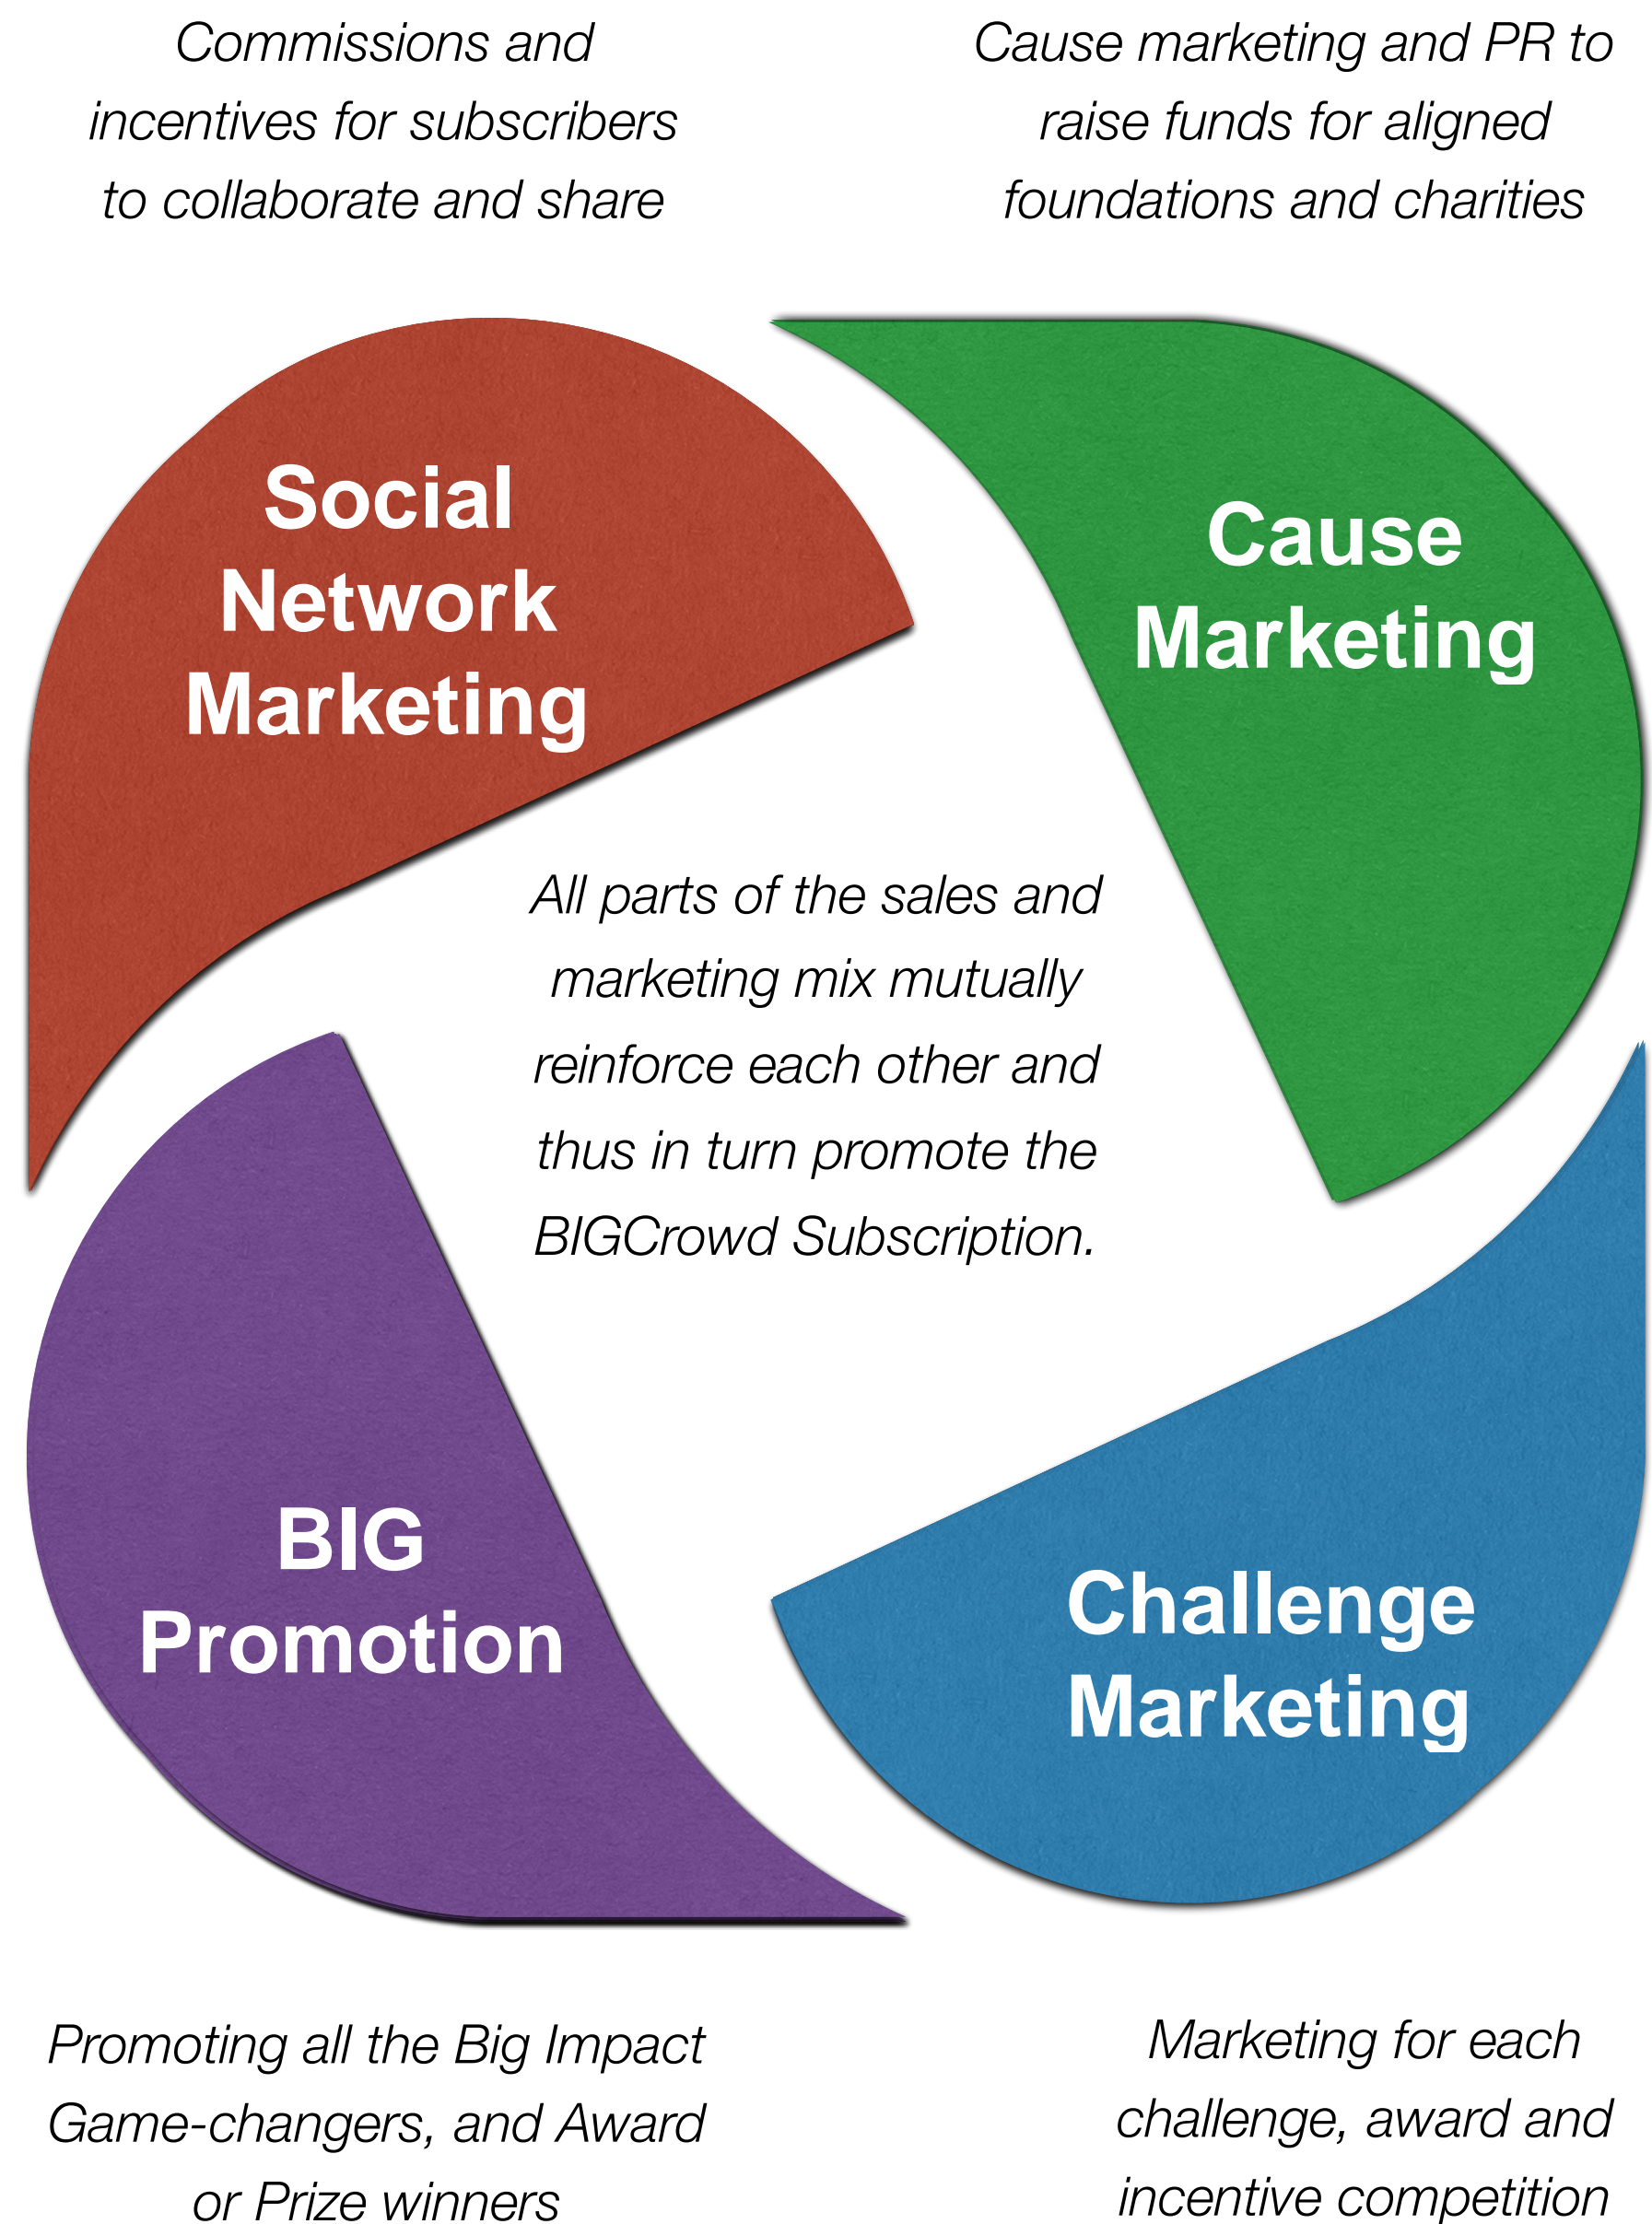 Commissions and
incentives for subscribers
to collaborate and share
Cause marketing and PR to
raise funds for aligned
foundations and charities
Social
Network
Marketing
Cause
Marketing
All parts of the sales and
marketing mix mutually
reinforce each other and
thus in turn promote the
BIGCrowd Subscription.
BIG
Promotion
Challenge
Marketing
Promoting all the Big Impact
Game-changers, and Award
or Prize winners
Marketing for each
challenge, award and
incentive competition